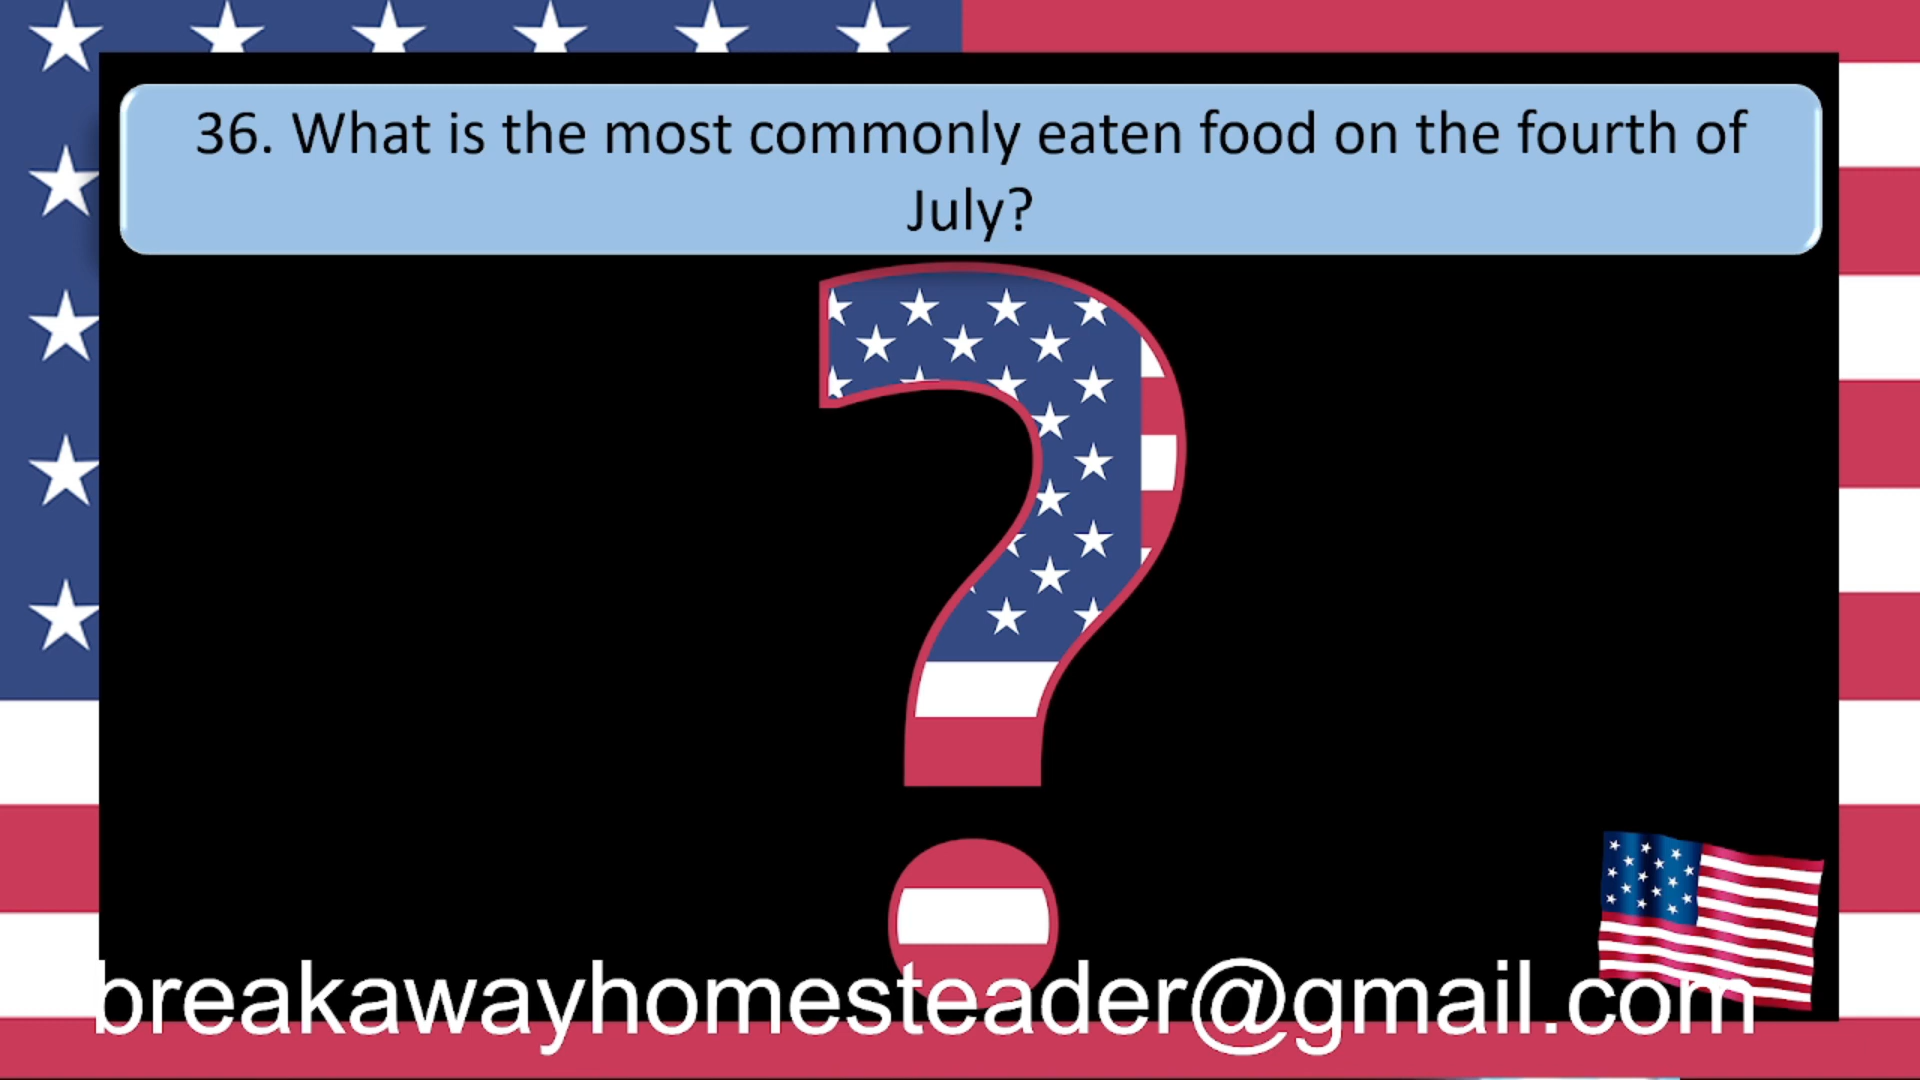 36. What is the most commonly eaten food on the fourth of
July?
breakawayhomesteader@gmail.com